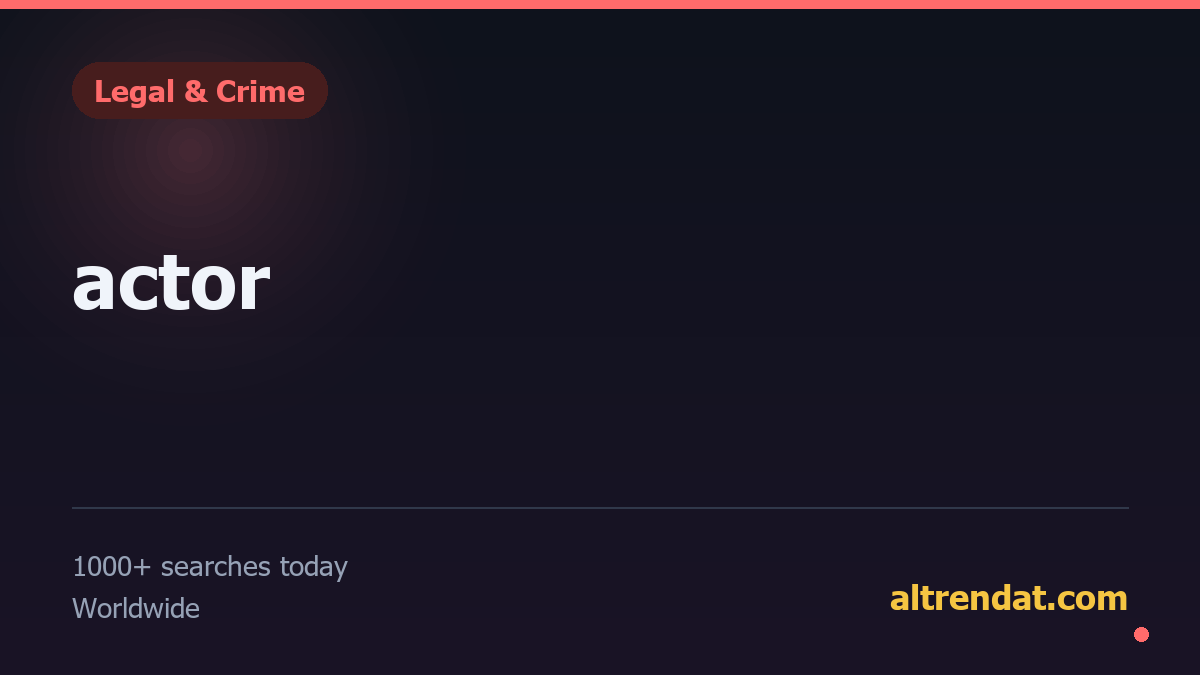 Legal & Crime
actor
1000+ searches today
Worldwide
altrendat.com